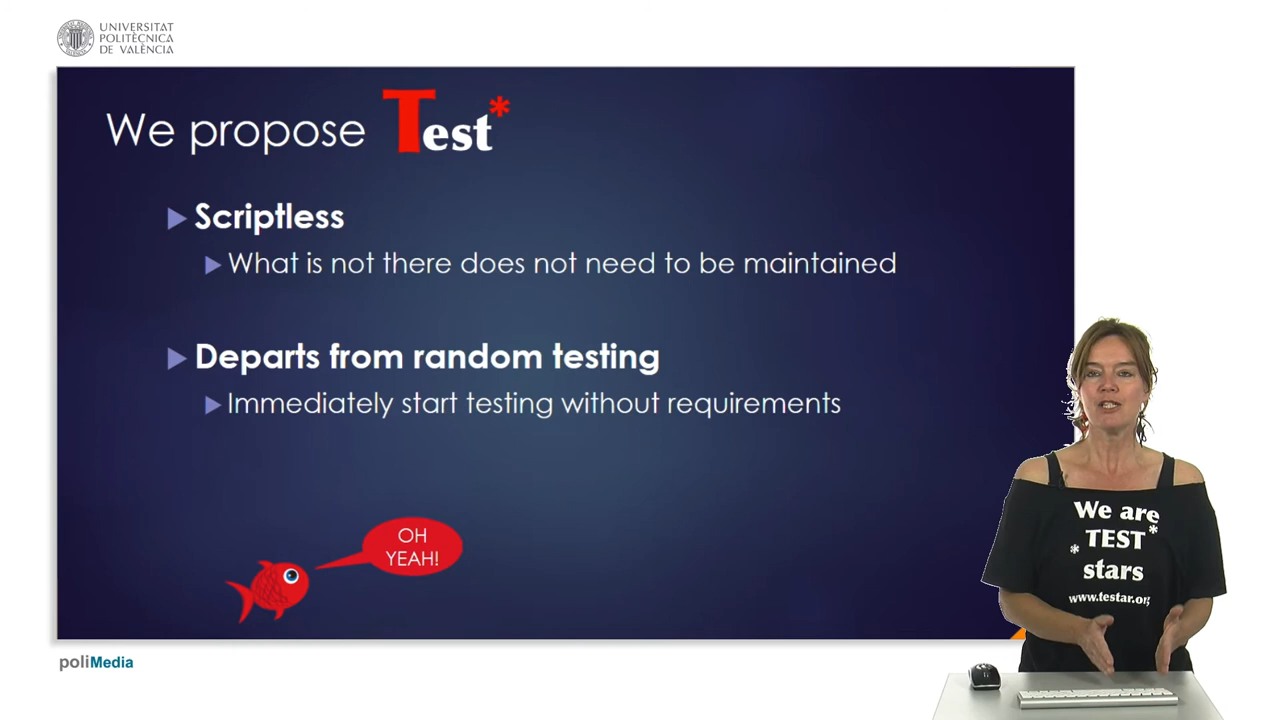 UNIVERSITAT
POLITÈCNICA
DE VALÈNCIA
We propose Test*
Scriptless
What is not there does not need to be maintained
Departs from random testing
Immediately start testing without requirements
OH
YEAH!
We are
* TEST*
stars
www.testar.org
poliMedia